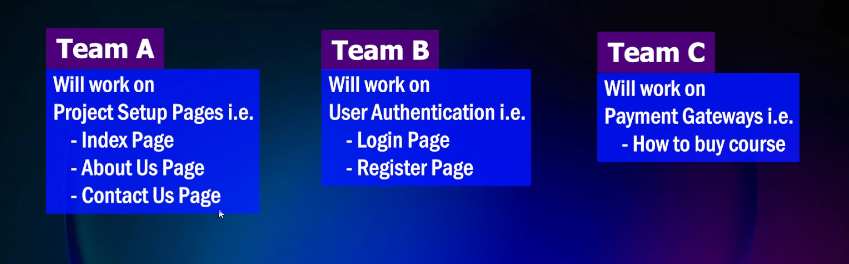 Team A
Will work on
Project Setup Pages i.e.
- Index Page
- About Us Page
- Contact Us Page
Team B
Will work on
User Authentication i.e.
- Login Page
- Register Page
Team C
Will work on
Payment Gateways i.e.
- How to buy course